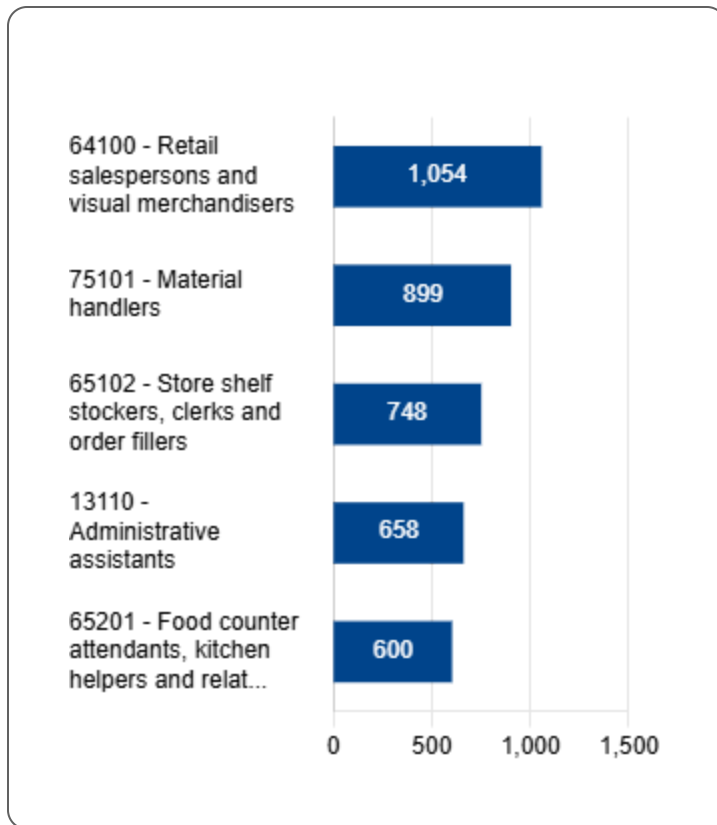 64100 - Retail
salespersons and
visual merchandisers
1,054
75101 - Material
handlers
899
65102 - Store shelf
stockers, clerks and
order fillers
748
13110 -
Administrative
assistants
658
65201 - Food counter
attendants, kitchen
helpers and relat...
600
0 500 1,000 1,500